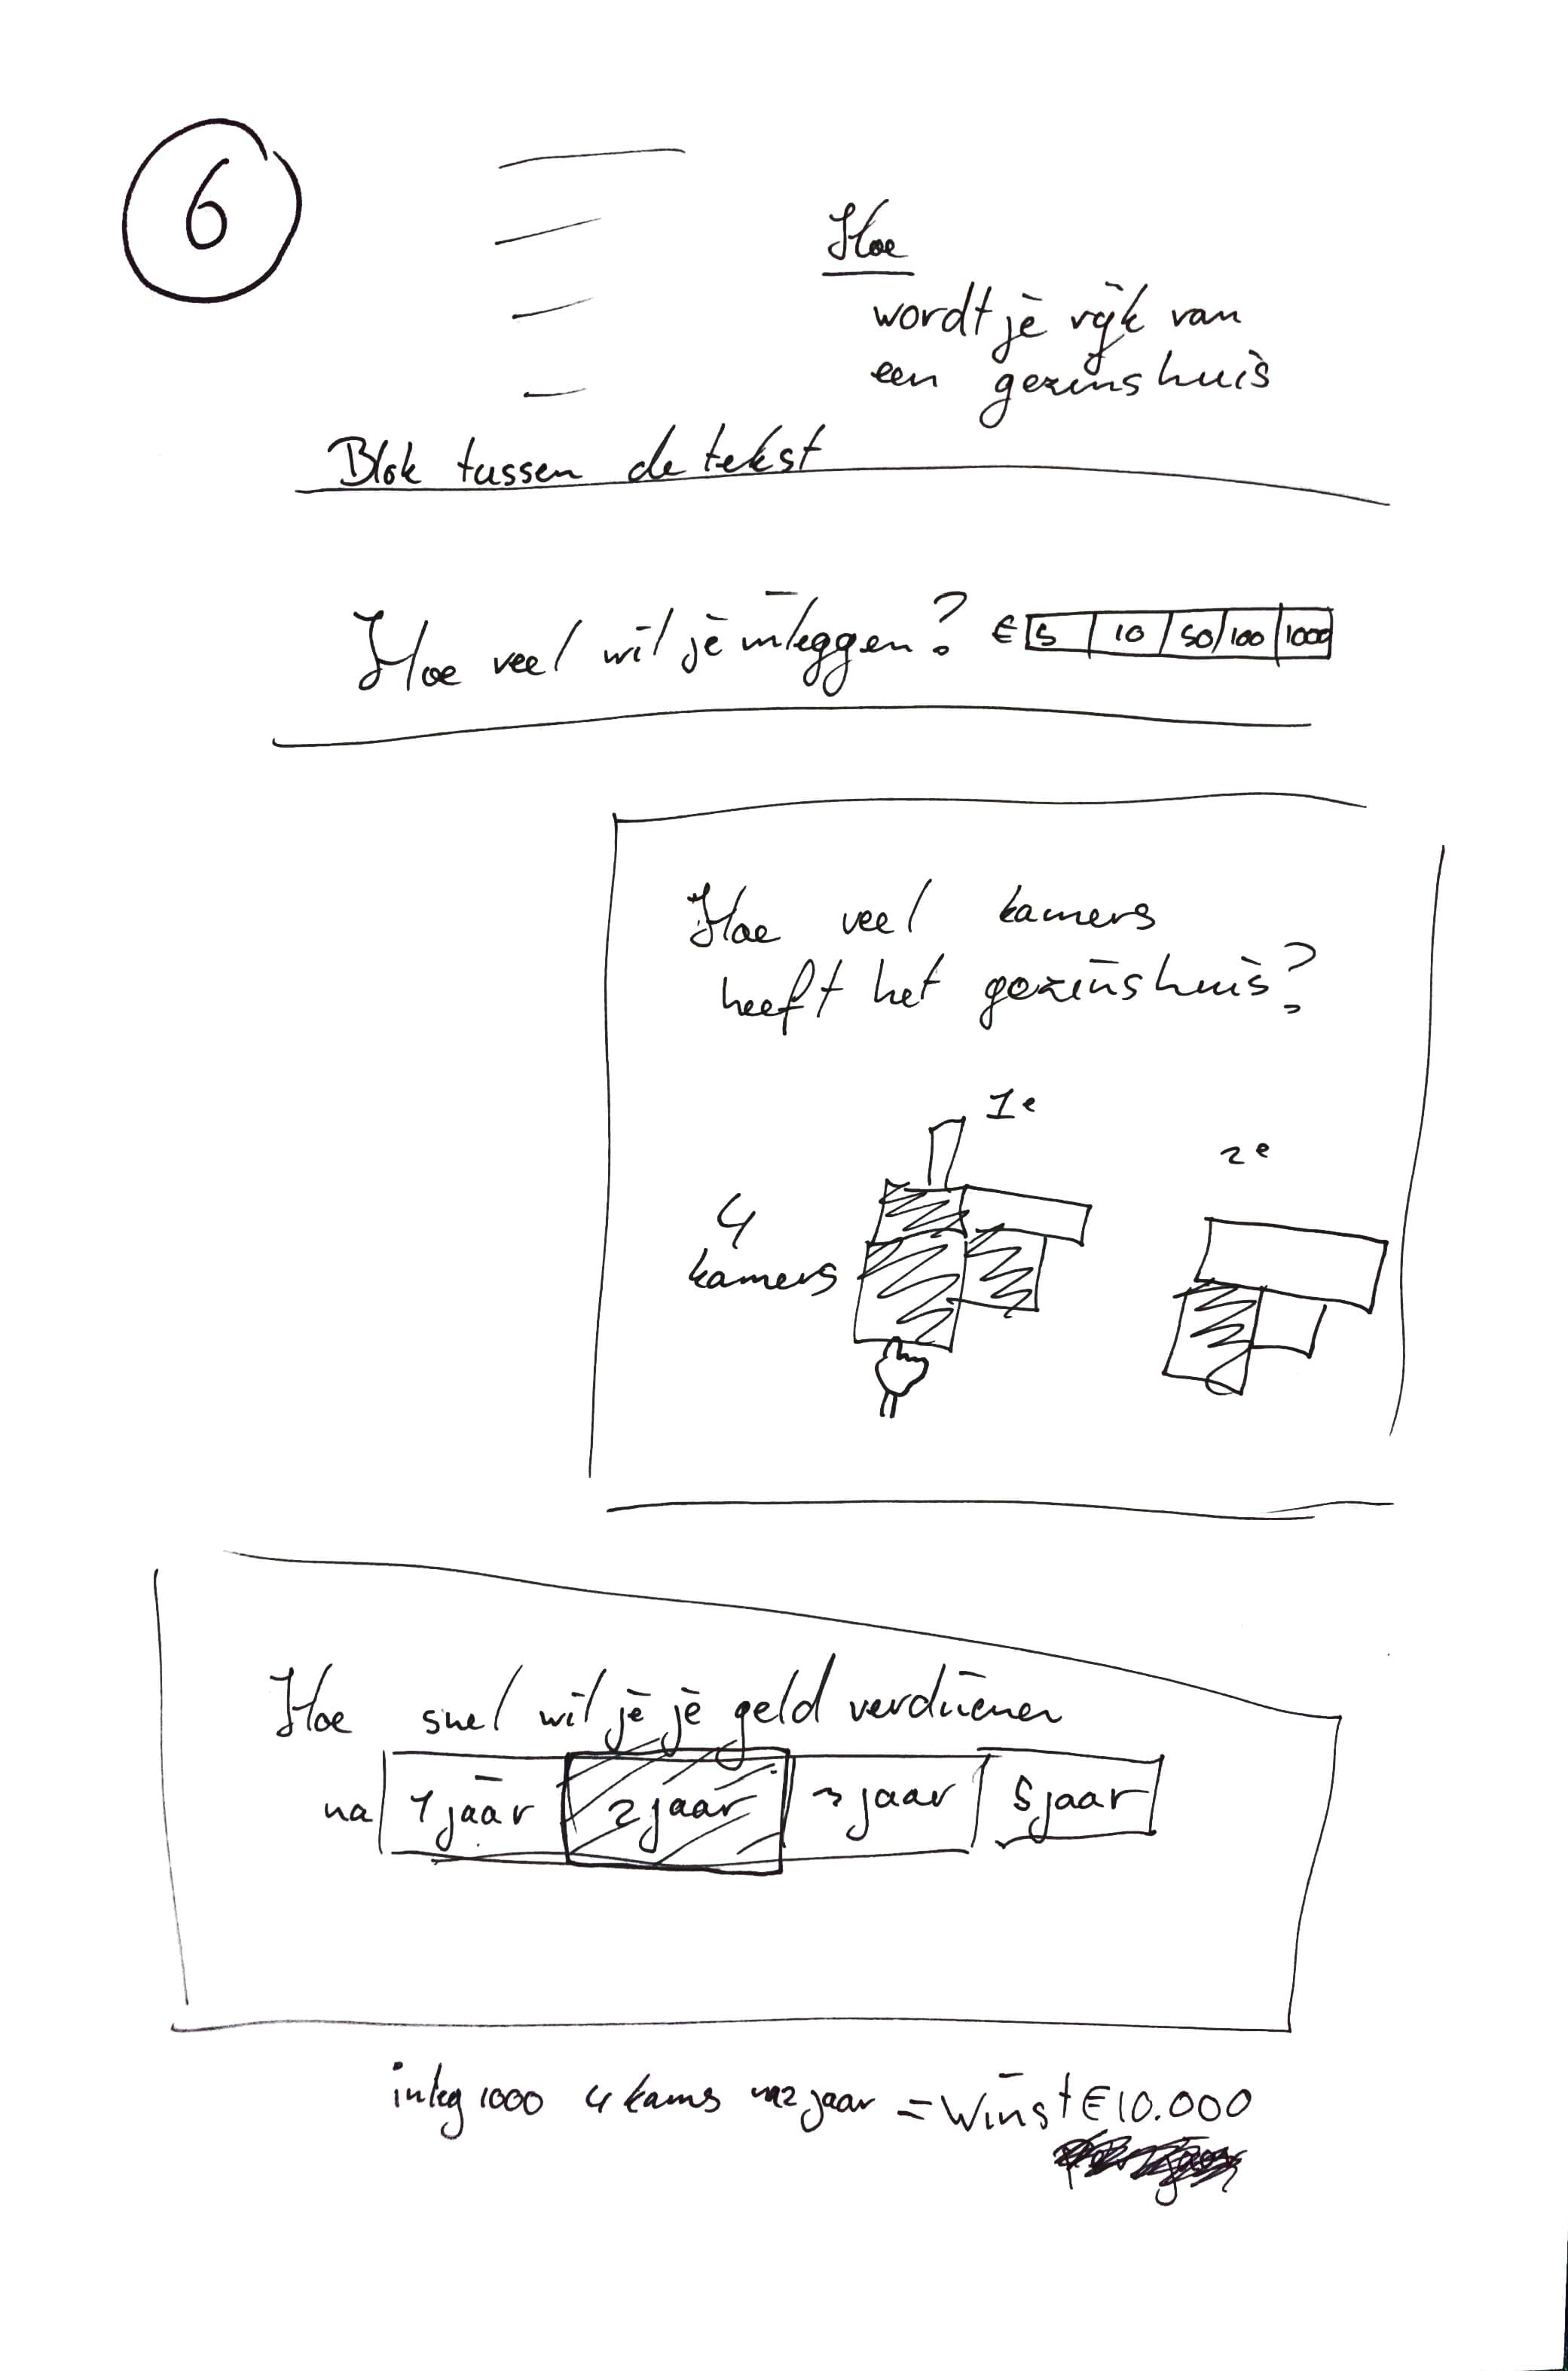 6
Hoe
wordt je rijk van
een gezinshuis
Blok tussen de tekst
Hoe veel wil je inleggen? € 5 10 50 100 1000
Hoe veel kamers
heeft het gezinshuis?
1e
2e
4
kamers
Hoe snel wil je je geld verdienen
na 1 jaar 2 jaar 3 jaar 5 jaar
inleg 1000 4 kams na 2 jaar = Winst € 10.000